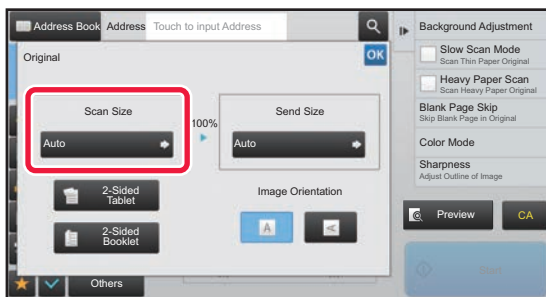 Address Book Address Touch to input Address
Original
OK
Scan Size
Auto
100%
Send Size
Auto
2-Sided
Tablet
2-Sided
Booklet
Image Orientation
A
A
Others
Background Adjustment
Slow Scan Mode
Scan Thin Paper Original
Heavy Paper Scan
Scan Heavy Paper Original
Blank Page Skip
Skip Blank Page in Original
Color Mode
Sharpness
Adjust Outline of Image
Preview
CA
Start